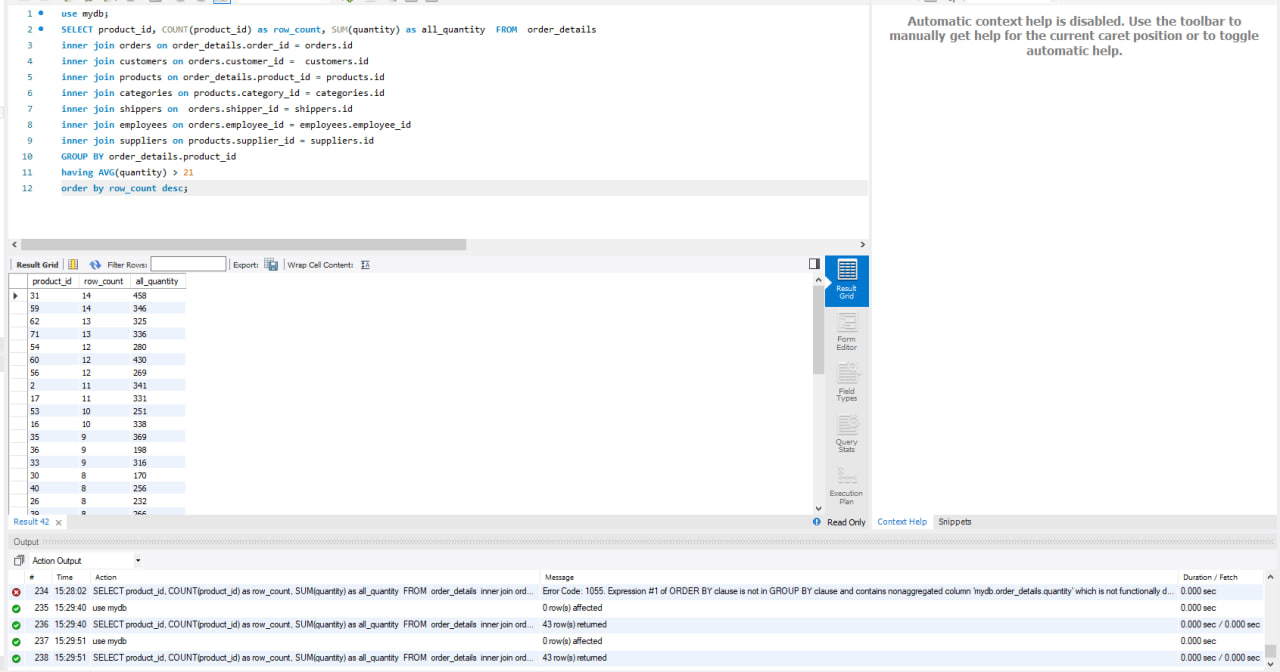 Automatic context help is disabled. Use the toolbar to
manually get help for the current caret position or to toggle
automatic help.
1 use mydb;
2 SELECT product_id, COUNT(product_id) as row_count, SUM(quantity) as all_quantity FROM order_details
3 inner join orders on order_details.order_id = orders.id
4 inner join customers on orders.customer_id = customers.id
5 inner join products on order_details.product_id = products.id
6 inner join categories on products.category_id = categories.id
7 inner join shippers on orders.shipper_id = shippers.id
8 inner join employees on orders.employee_id = employees.employee_id
9 inner join suppliers on products.supplier_id = suppliers.id
10 GROUP BY order_details.product_id
11 having AVG(quantity) > 21
12 order by row_count desc;
Result Grid Filter Rows: Export: Wrap Cell Content:
product_id row_count all_quantity
31 14 458
59 14 346
62 13 325
71 13 336
54 12 280
60 12 430
56 12 269
2 11 341
17 11 331
53 10 251
16 10 338
35 9 369
36 9 198
33 9 316
30 8 170
40 8 256
26 8 232
39 8 266
Result
Grid
Form
Editor
Field
Types
Query
Stats
Execution
Plan
Result 42
Read Only
Context Help Snippets
Output
Action Output
# Time Action Message Duration / Fetch
234 15:28:02 SELECT product_id, COUNT(product_id) as row_count, SUM(quantity) as all_quantity FROM order_details inner join ord... Error Code: 1055. Expression #1 of ORDER BY clause is not in GROUP BY clause and contains nonaggregated column 'mydb.order_details.quantity' which is not functionally d... 0.000 sec
235 15:29:40 use mydb 0 row(s) affected 0.000 sec
236 15:29:40 SELECT product_id, COUNT(product_id) as row_count, SUM(quantity) as all_quantity FROM order_details inner join ord... 43 row(s) returned 0.000 sec / 0.000 sec
237 15:29:51 use mydb 0 row(s) affected 0.000 sec
238 15:29:51 SELECT product_id, COUNT(product_id) as row_count, SUM(quantity) as all_quantity FROM order_details inner join ord... 43 row(s) returned 0.000 sec / 0.000 sec